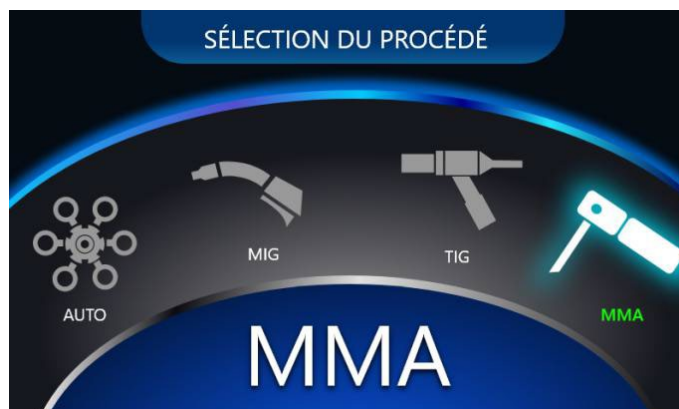 SÉLECTION DU PROCÉDÉ
MIG
TIG
AUTO
MMA
MMA